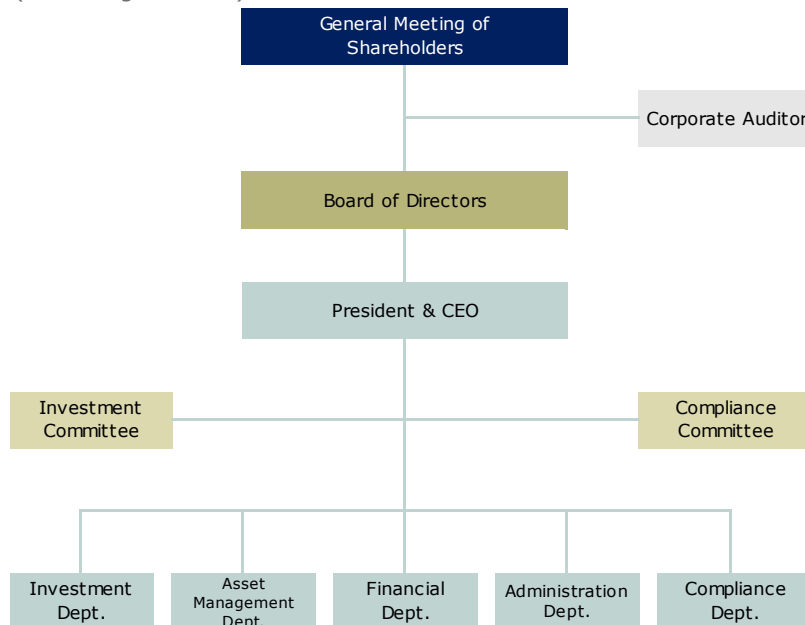 General Meeting of
Shareholders
Corporate Auditor
Board of Directors
President & CEO
Investment
Committee
Compliance
Committee
Investment
Dept.
Asset
Management
Dept.
Financial
Dept.
Administration
Dept.
Compliance
Dept.